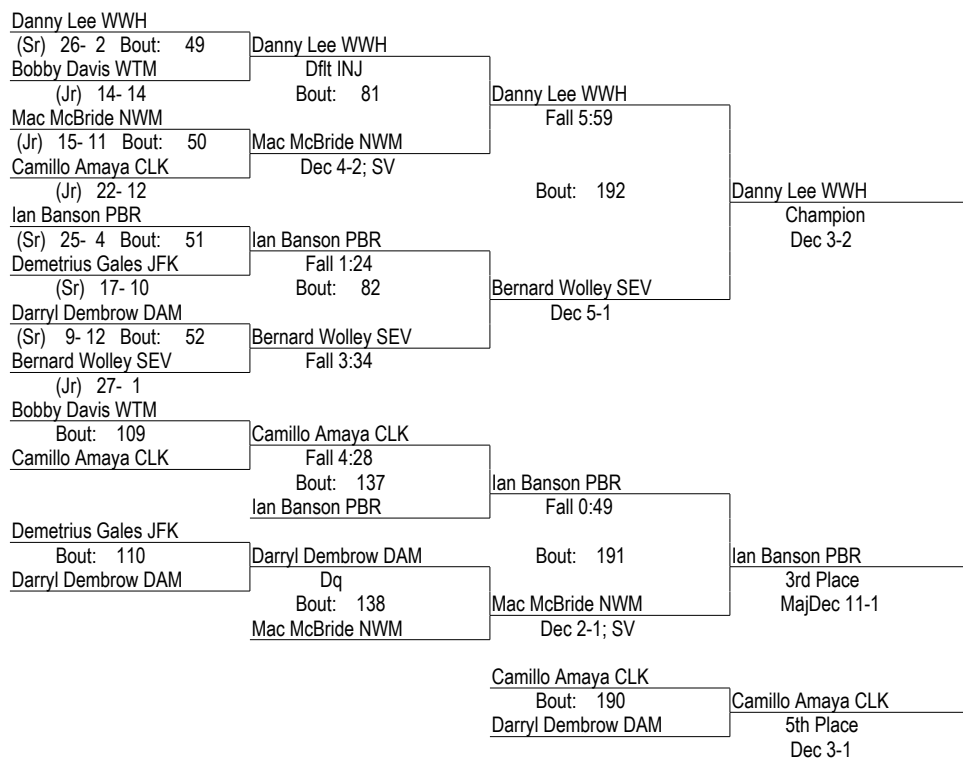 Danny Lee WWH
(Sr) 26- 2 Bout: 49 Danny Lee WWH
Bobby Davis WTM Dflt INJ
(Jr) 14- 14 Bout: 81 Danny Lee WWH
Mac McBride NWM Fall 5:59
(Jr) 15- 11 Bout: 50 Mac McBride NWM
Camillo Amaya CLK Dec 4-2; SV
(Jr) 22- 12 Bout: 192 Danny Lee WWH
Ian Banson PBR Champion
(Sr) 25- 4 Bout: 51 Ian Banson PBR Dec 3-2
Demetrius Gales JFK Fall 1:24
(Sr) 17- 10 Bout: 82 Bernard Wolley SEV
Darryl Dembrow DAM Dec 5-1
(Sr) 9- 12 Bout: 52 Bernard Wolley SEV
Bernard Wolley SEV Fall 3:34
(Jr) 27- 1
Bobby Davis WTM
Bout: 109 Camillo Amaya CLK
Camillo Amaya CLK Fall 4:28
Bout: 137 Ian Banson PBR
Ian Banson PBR Fall 0:49
Demetrius Gales JFK
Bout: 110 Darryl Dembrow DAM Bout: 191 Ian Banson PBR
Darryl Dembrow DAM Dq 3rd Place
Bout: 138 Mac McBride NWM MajDec 11-1
Mac McBride NWM Dec 2-1; SV
Camillo Amaya CLK
Bout: 190 Camillo Amaya CLK
Darryl Dembrow DAM 5th Place
Dec 3-1